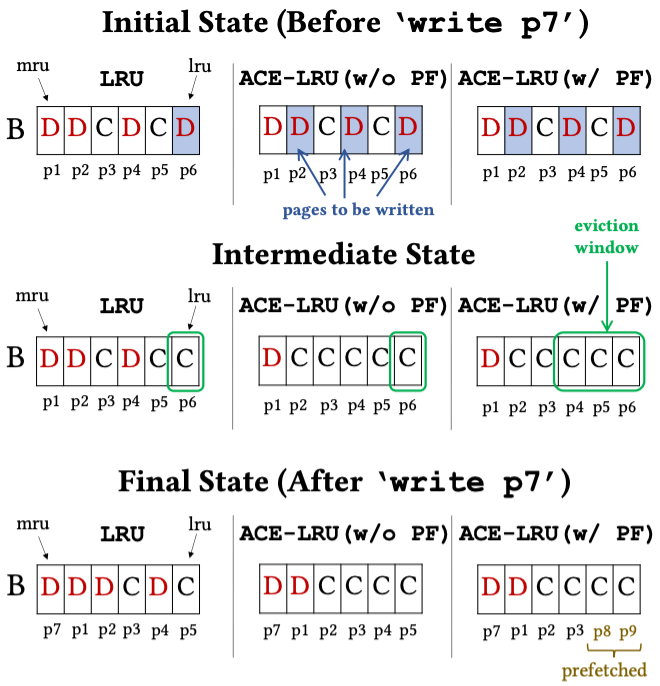 Initial State (Before ‘write p7’)
mru LRU lru ACE-LRU(w/o PF) ACE-LRU(w/ PF)
B D D C D C D D D C D C D D D C D C D
p1 p2 p3 p4 p5 p6 p1 p2 p3 p4 p5 p6 p1 p2 p3 p4 p5 p6
pages to be written
eviction
window
Intermediate State
mru LRU lru ACE-LRU(w/o PF) ACE-LRU(w/ PF)
B D D C D C C D C C C C C D C C C C C
p1 p2 p3 p4 p5 p6 p1 p2 p3 p4 p5 p6 p1 p2 p3 p4 p5 p6
Final State (After ‘write p7’)
mru LRU lru ACE-LRU(w/o PF) ACE-LRU(w/ PF)
B D D D C D C D D C C C C D D C C C C
p7 p1 p2 p3 p4 p5 p7 p1 p2 p3 p4 p5 p7 p1 p2 p3 p8 p9
prefetched